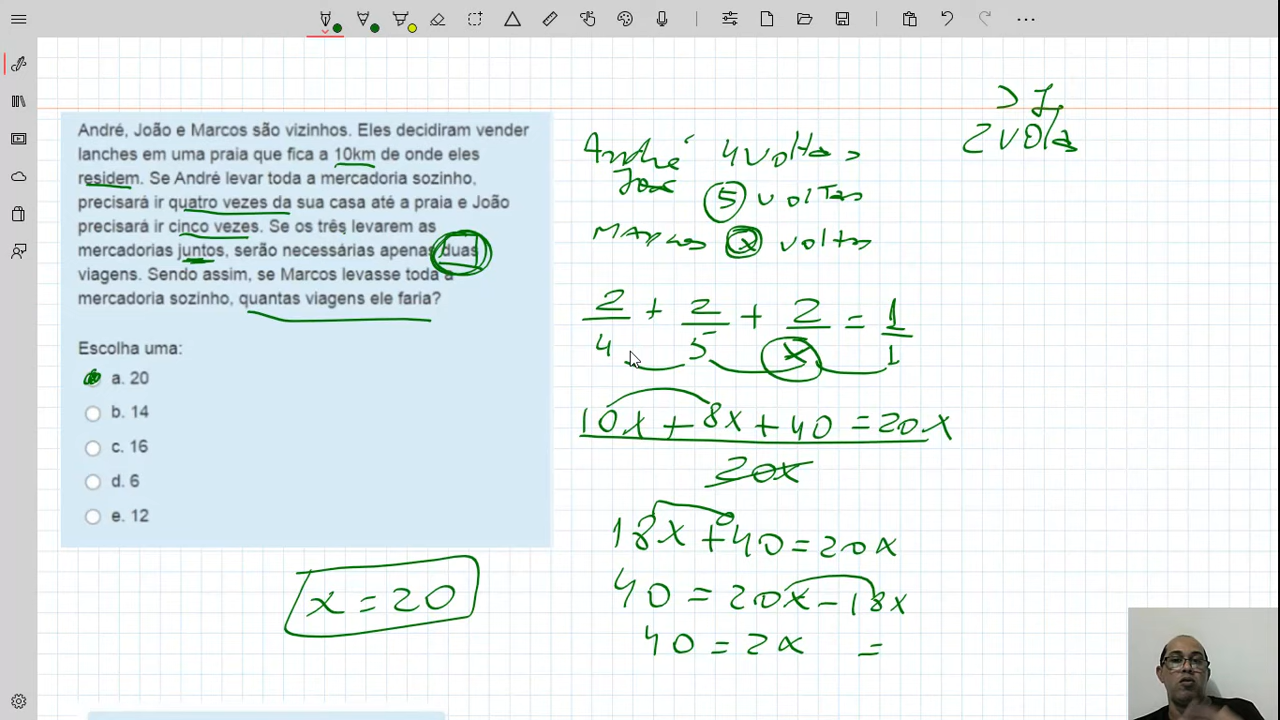 André, João e Marcos são vizinhos. Eles decidiram vender
lanches em uma praia que fica a 10km de onde eles
residem. Se André levar toda a mercadoria sozinho,
precisará ir quatro vezes da sua casa até a praia e João
precisará ir cinco vezes. Se os três levarem as
mercadorias juntos, serão necessárias apenas duas
viagens. Sendo assim, se Marcos levasse toda a
mercadoria sozinho, quantas viagens ele faria?
Escolha uma:
a. 20
b. 14
c. 16
d. 6
e. 12
x = 20
André 4 voltas
5 voltas
Marcos x voltas
2/4 + 2/5 + 2/x = 1/1
10x + 8x + 40 = 20x
20x
18x + 40 = 20x
40 = 20x - 18x
40 = 2x =